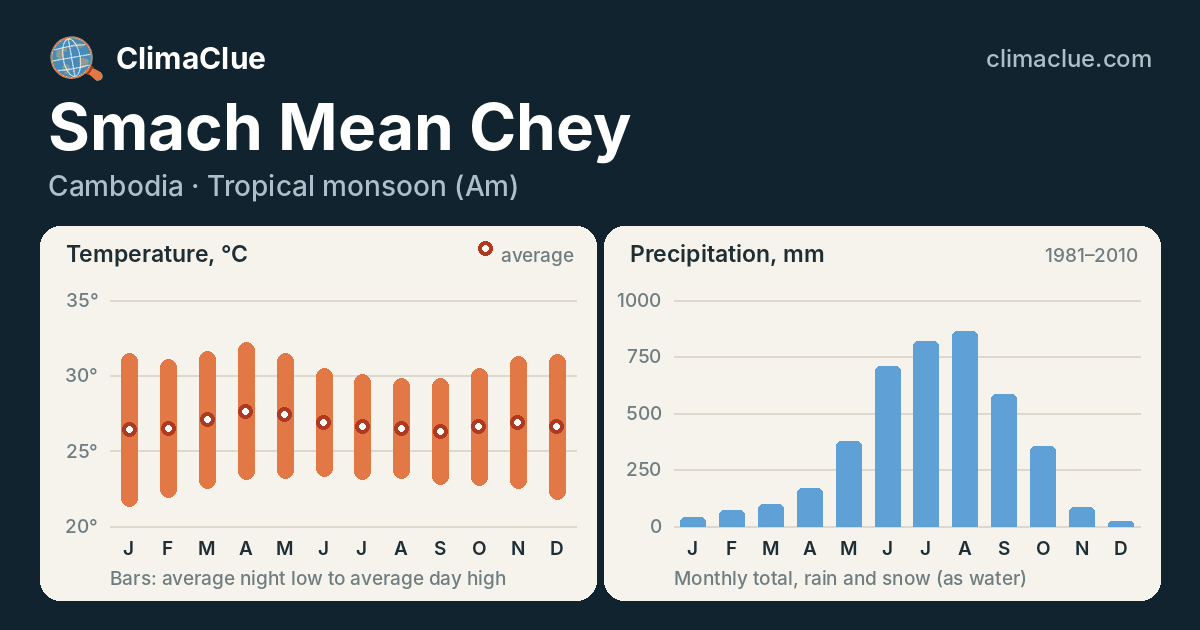 ClimaClue
climaclue.com
Smach Mean Chey
Cambodia · Tropical monsoon (Am)
Temperature, °C
average
35°
30°
25°
20°
J F M A M J J A S O N D
Bars: average night low to average day high
Precipitation, mm
1981–2010
1000
750
500
250
0
J F M A M J J A S O N D
Monthly total, rain and snow (as water)